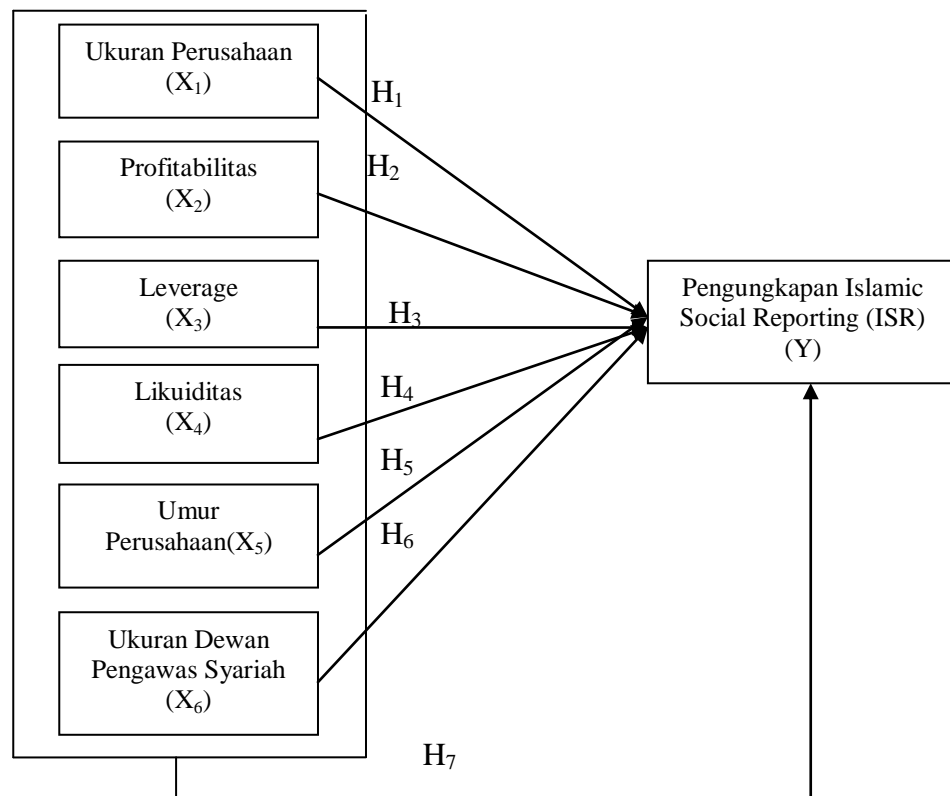 Ukuran Perusahaan
(X₁)
H₁
Profitabilitas
(X₂)
H₂
Leverage
(X₃)
H₃
Pengungkapan Islamic
Social Reporting (ISR)
(Y)
Likuiditas
(X₄)
H₄
Umur
Perusahaan(X₅)
H₅
H₆
Ukuran Dewan
Pengawas Syariah
(X₆)
H₇